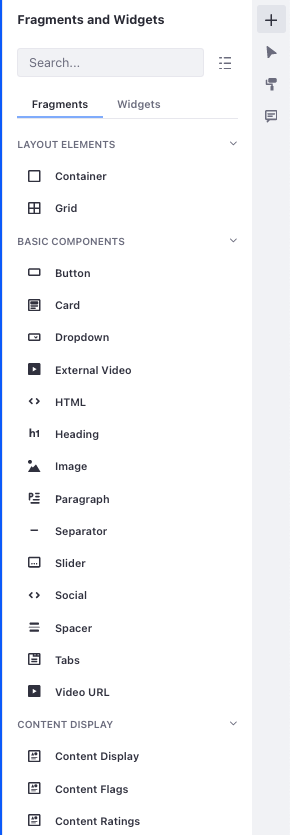 Fragments and Widgets
Search...
Fragments Widgets
LAYOUT ELEMENTS
Container
Grid
BASIC COMPONENTS
Button
Card
Dropdown
External Video
HTML
h1 Heading
Image
Paragraph
Separator
Slider
Social
Spacer
Tabs
Video URL
CONTENT DISPLAY
Content Display
Content Flags
Content Ratings